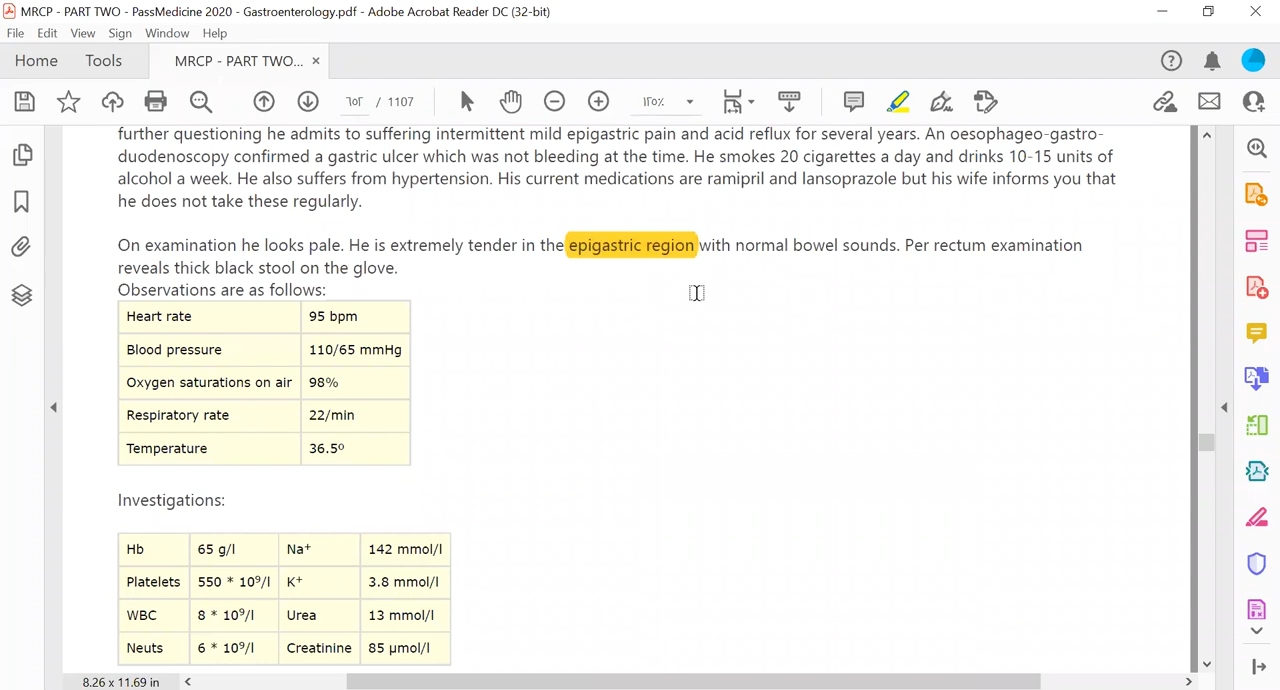 MRCP - PART TWO - PassMedicine 2020 - Gastroenterology.pdf - Adobe Acrobat Reader DC (32-bit)
File Edit View Sign Window Help
Home Tools MRCP - PART TWO... ×
/ 1107 ١٢٥%
further questioning he admits to suffering intermittent mild epigastric pain and acid reflux for several years. An oesophageo-gastro-
duodenoscopy confirmed a gastric ulcer which was not bleeding at the time. He smokes 20 cigarettes a day and drinks 10-15 units of
alcohol a week. He also suffers from hypertension. His current medications are ramipril and lansoprazole but his wife informs you that
he does not take these regularly.
On examination he looks pale. He is extremely tender in the epigastric region with normal bowel sounds. Per rectum examination
reveals thick black stool on the glove.
Observations are as follows:
Heart rate 95 bpm
Blood pressure 110/65 mmHg
Oxygen saturations on air 98%
Respiratory rate 22/min
Temperature 36.5º
Investigations:
Hb 65 g/l Na⁺ 142 mmol/l
Platelets 550 * 10⁹/l K⁺ 3.8 mmol/l
WBC 8 * 10⁹/l Urea 13 mmol/l
Neuts 6 * 10⁹/l Creatinine 85 µmol/l
8.26 x 11.69 in